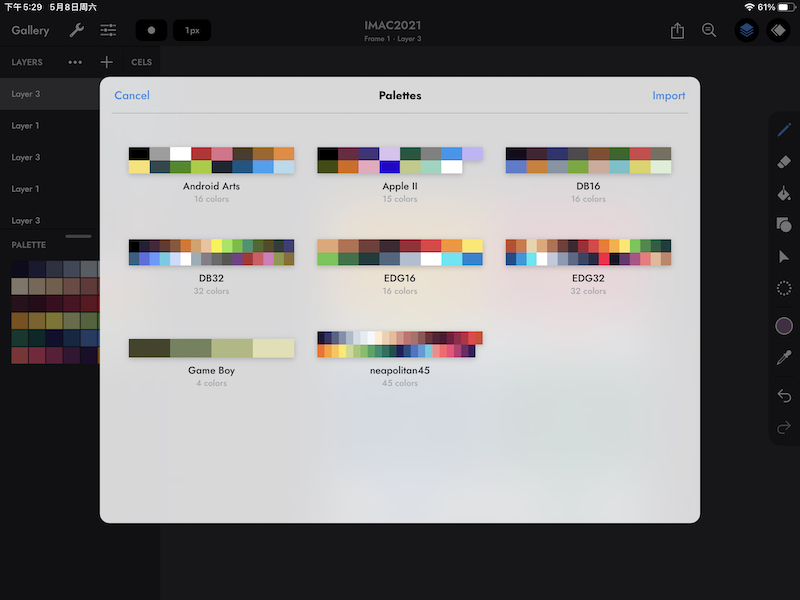 下午5:29 5月8日周六
61%
Gallery
1px
IMAC2021
Frame 1 · Layer 3
LAYERS
CELS
Layer 3
Layer 1
Layer 3
Layer 1
Layer 3
PALETTE
Cancel
Palettes
Import
Android Arts
16 colors
Apple II
15 colors
DB16
16 colors
DB32
32 colors
EDG16
16 colors
EDG32
32 colors
Game Boy
4 colors
neapolitan45
45 colors